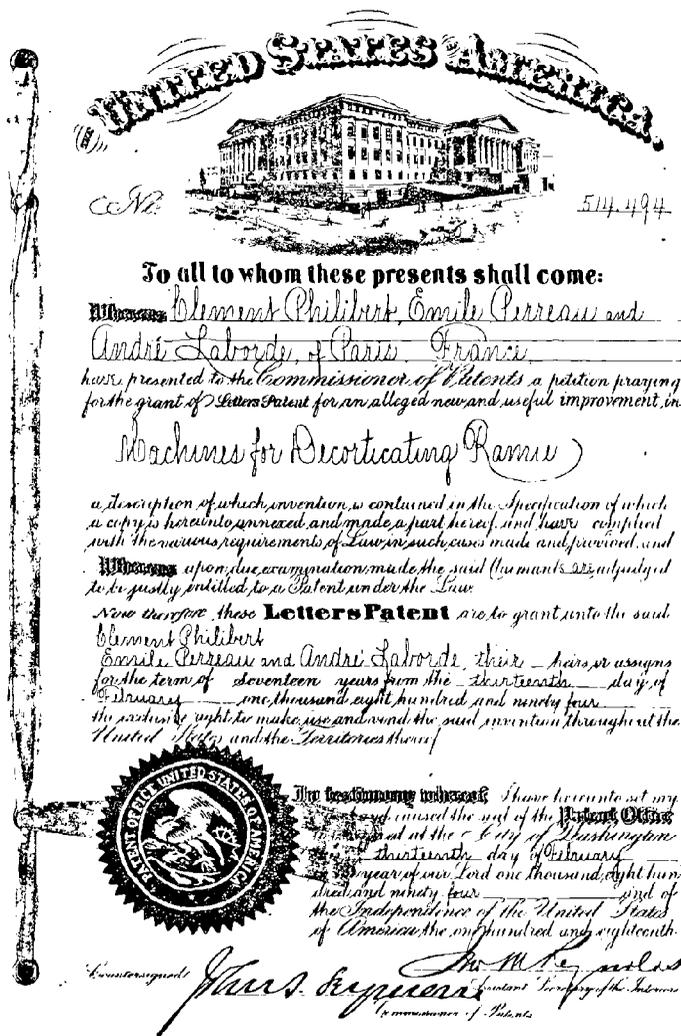 United States America.
No. 514,494
To all to whom these presents shall come:
Whereas Clement Philibert, Emile Perreau and
André Laborde, of Paris, France,
have presented to the Commissioner of Patents a petition praying
for the grant of Letters Patent for an alleged new and useful improvement in
Machines for Decorticating Ramie
a description of which invention is contained in the Specification of which
a copy is hereunto annexed and made a part hereof, and have complied
with the various requirements of Law in such cases made and provided, and
Whereas upon due examination made the said Claimants are adjudged
to be justly entitled to a Patent under the Law.
Now therefore these Letters Patent are to grant unto the said
Clement Philibert
Emile Perreau and André Laborde, their heirs or assigns
for the term of Seventeen years from the thirteenth day of
February one thousand eight hundred and ninety four
the exclusive right to make, use and vend the said invention throughout the
United States and the Territories thereof
PATENT OFFICE UNITED STATES OF AMERICA
In testimony whereof I have hereunto set my
and caused the seal of the Patent Office
at the City of Washington
thirteenth day of February
year of our Lord one thousand, eight hun
dred and ninety four and of
the Independence of the United States
of America the one hundred and eighteenth.
Countersigned
Jno. M. Reynolds
John S. Seymour
Assistant Secretary of the Interior.
Commissioner of Patents